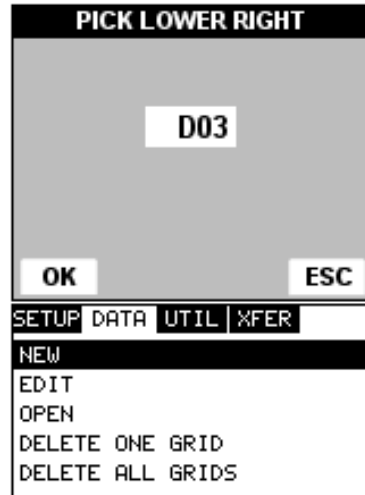 PICK LOWER RIGHT
D03
OK ESC
SETUP DATA UTIL XFER
NEW
EDIT
OPEN
DELETE ONE GRID
DELETE ALL GRIDS